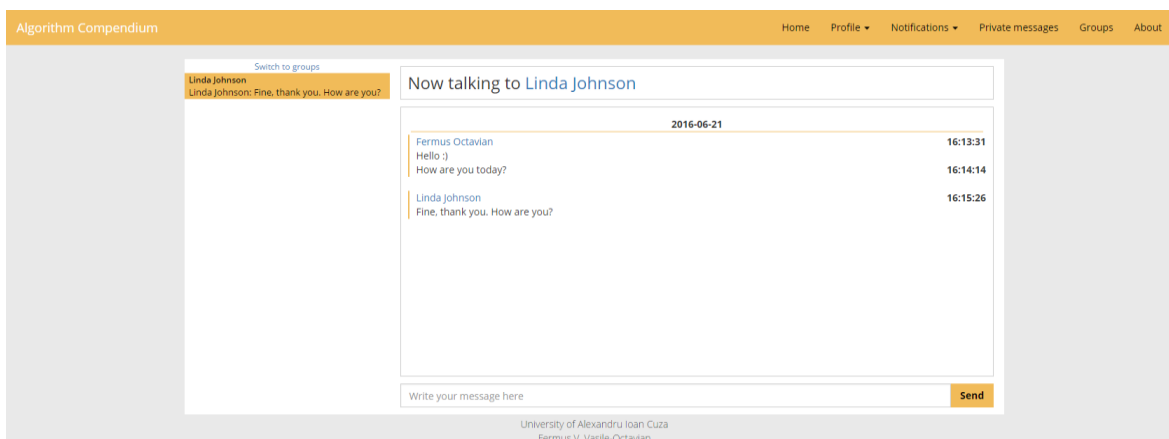 Algorithm Compendium Home Profile Notifications Private messages Groups About
Switch to groups
Linda Johnson
Linda Johnson: Fine, thank you. How are you?
Now talking to Linda Johnson
2016-06-21
Fermus Octavian 16:13:31
Hello :)
How are you today? 16:14:14
Linda Johnson 16:15:26
Fine, thank you. How are you?
Write your message here Send
University of Alexandru Ioan Cuza
Fermus V. Vasile-Octavian